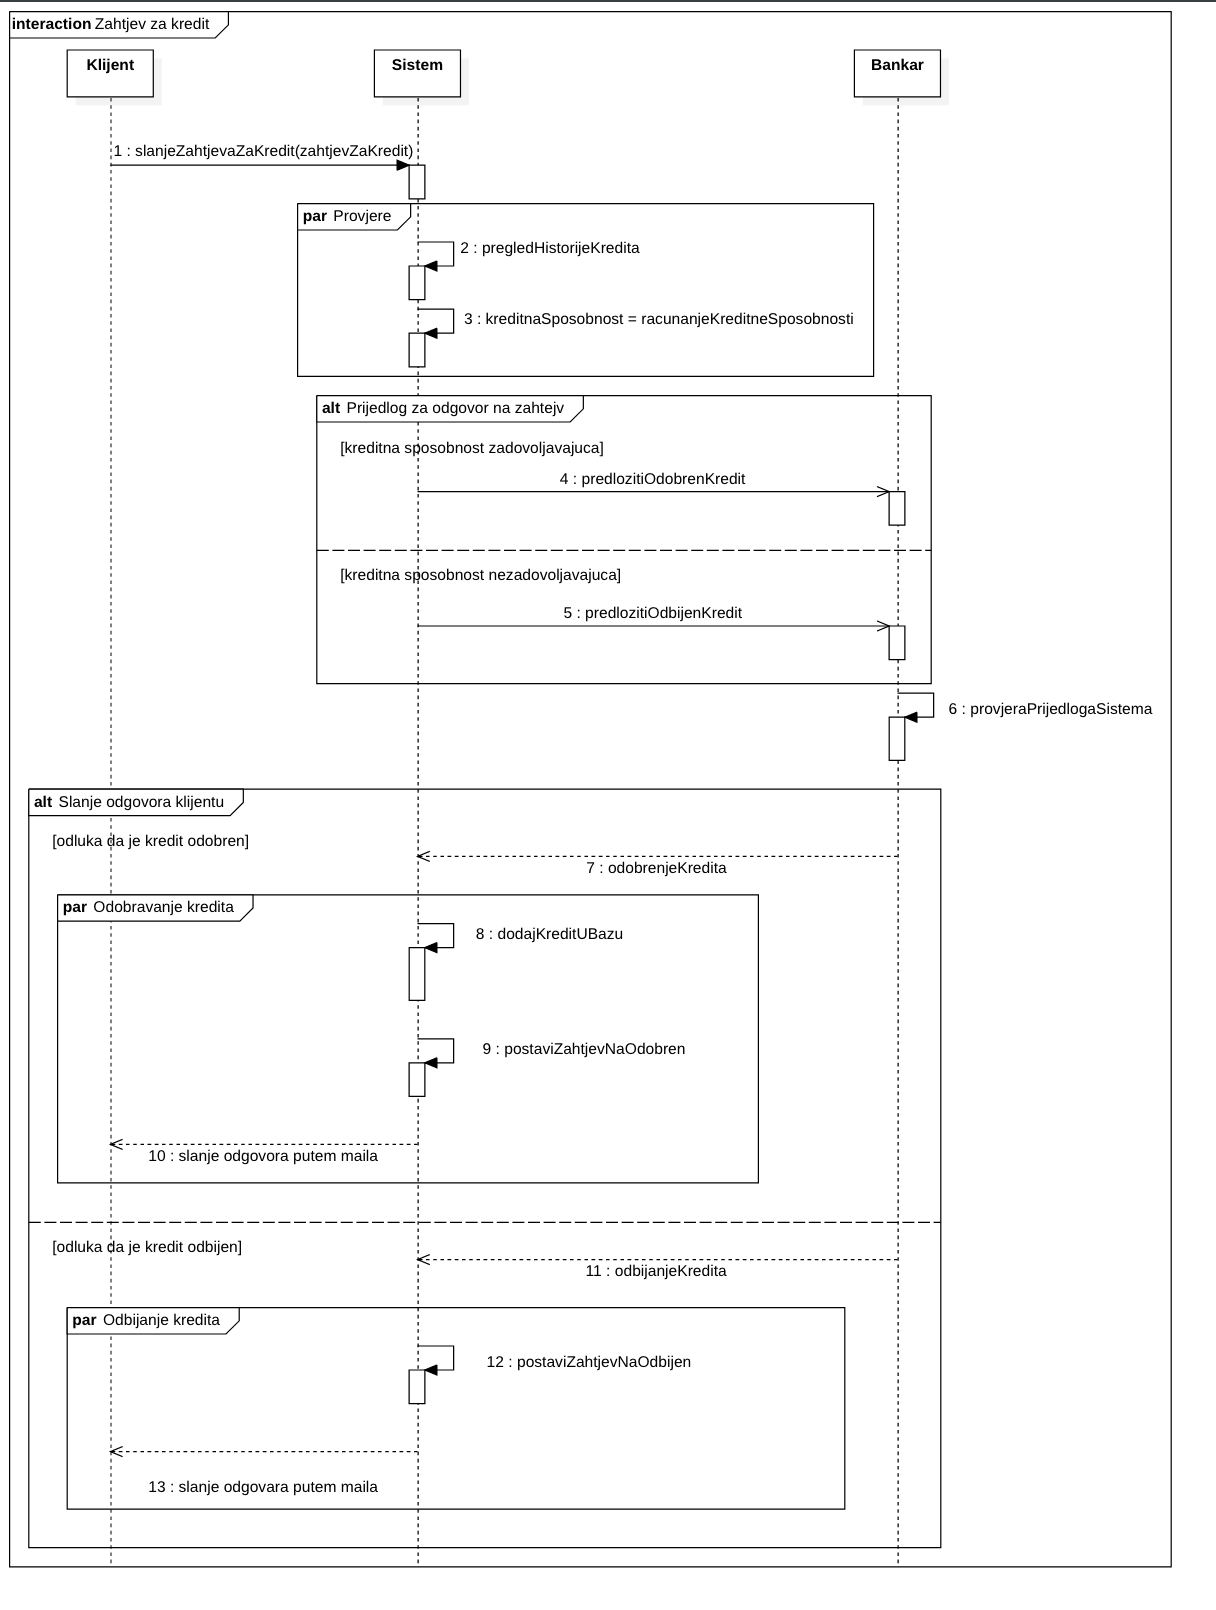 interaction Zahtjev za kredit
Klijent
Sistem
Bankar
1 : slanjeZahtjevaZaKredit(zahtjevZaKredit)
par Provjere
2 : pregledHistorijeKredita
3 : kreditnaSposobnost = racunanjeKreditneSposobnosti
alt Prijedlog za odgovor na zahtejv
[kreditna sposobnost zadovoljavajuca]
4 : predlozitiOdobrenKredit
[kreditna sposobnost nezadovoljavajuca]
5 : predlozitiOdbijenKredit
6 : provjeraPrijedlogaSistema
alt Slanje odgovora klijentu
[odluka da je kredit odobren]
7 : odobrenjeKredita
par Odobravanje kredita
8 : dodajKreditUBazu
9 : postaviZahtjevNaOdobren
10 : slanje odgovora putem maila
[odluka da je kredit odbijen]
11 : odbijanjeKredita
par Odbijanje kredita
12 : postaviZahtjevNaOdbijen
13 : slanje odgovara putem maila